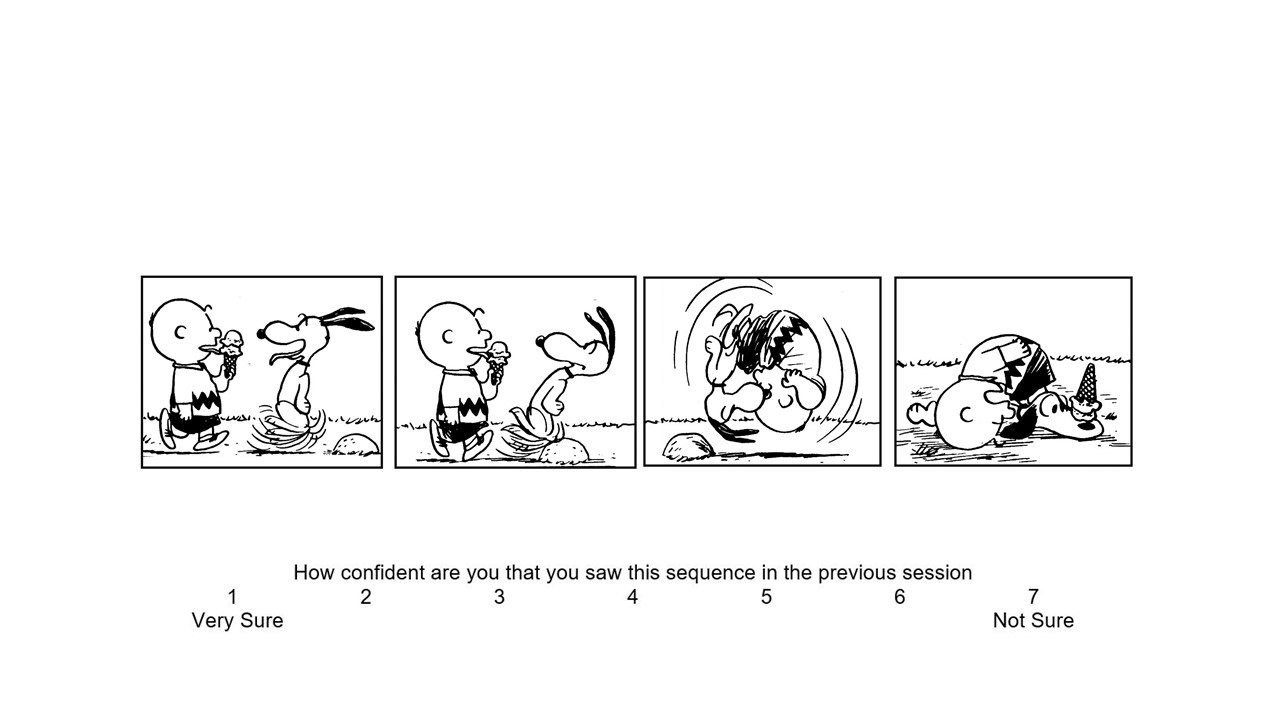 How confident are you that you saw this sequence in the previous session
1 2 3 4 5 6 7
Very Sure Not Sure